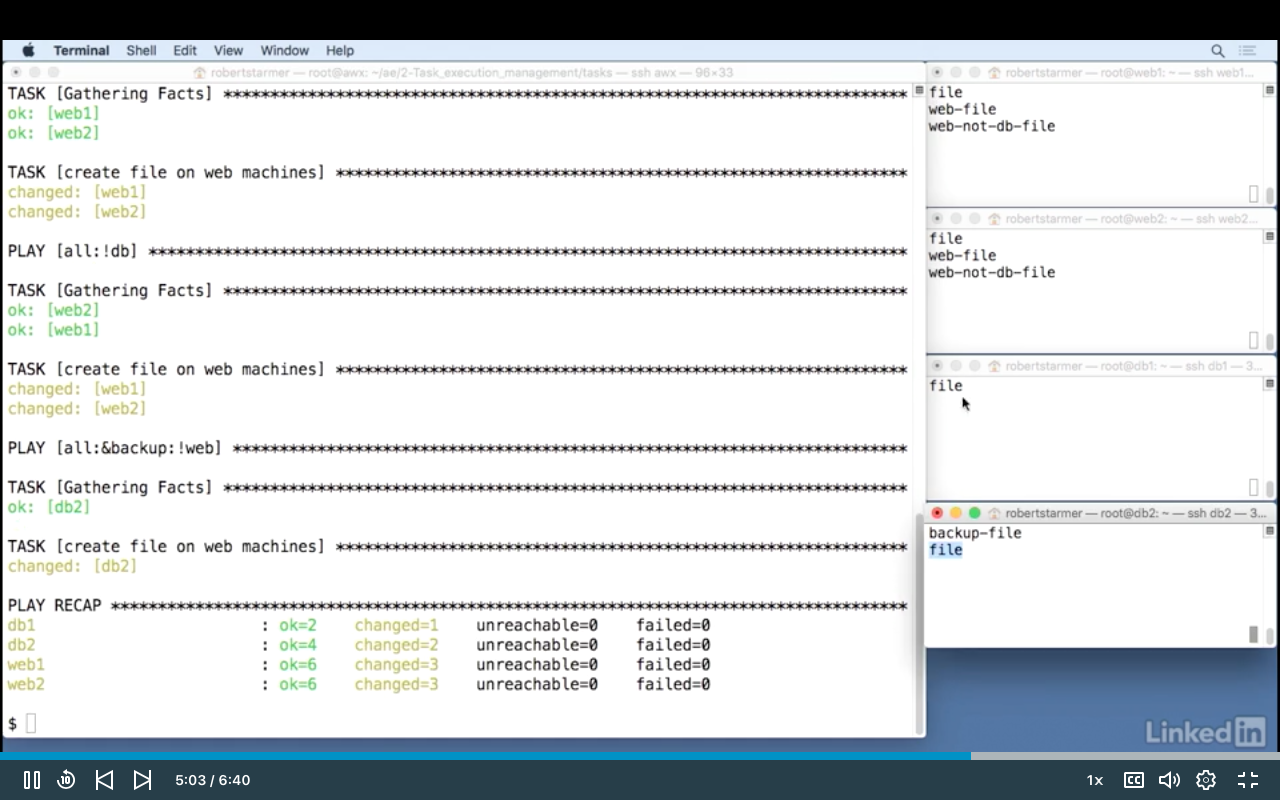 Terminal Shell Edit View Window Help
robertstarmer — root@awx: ~/ae/2-Task_execution_management/tasks — ssh awx — 96×33
TASK [Gathering Facts] *************************************************************************
ok: [web1]
ok: [web2]
TASK [create file on web machines] *************************************************************
changed: [web1]
changed: [web2]
PLAY [all:!db] *********************************************************************************
TASK [Gathering Facts] *************************************************************************
ok: [web2]
ok: [web1]
TASK [create file on web machines] *************************************************************
changed: [web1]
changed: [web2]
PLAY [all:&backup:!web] ************************************************************************
TASK [Gathering Facts] *************************************************************************
ok: [db2]
TASK [create file on web machines] *************************************************************
changed: [db2]
PLAY RECAP *************************************************************************************
db1 : ok=2 changed=1 unreachable=0 failed=0
db2 : ok=4 changed=2 unreachable=0 failed=0
web1 : ok=6 changed=3 unreachable=0 failed=0
web2 : ok=6 changed=3 unreachable=0 failed=0
$
robertstarmer — root@web1: ~ — ssh web1...
file
web-file
web-not-db-file
robertstarmer — root@web2: ~ — ssh web2...
file
web-file
web-not-db-file
robertstarmer — root@db1: ~ — ssh db1 — 3...
file
robertstarmer — root@db2: ~ — ssh db2 — 3...
backup-file
file
Linked in
10
5:03 / 6:40
1x
CC